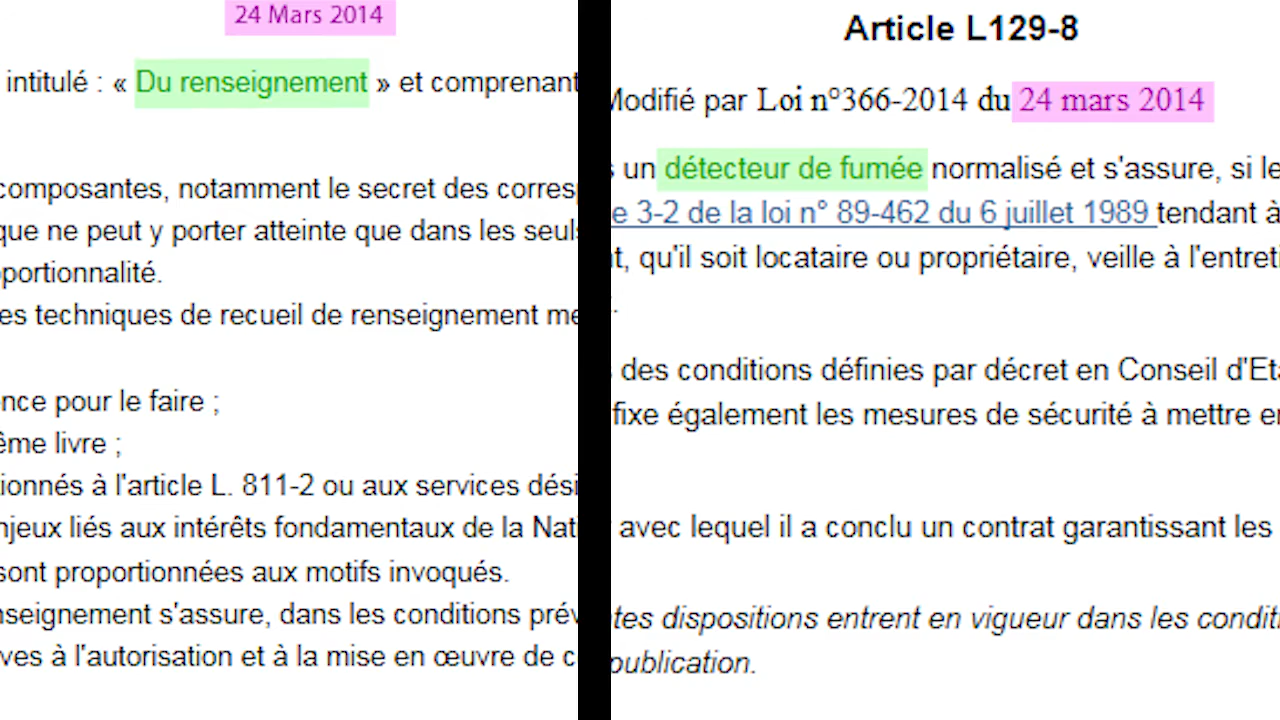 24 Mars 2014
intitulé : « Du renseignement » et comprenant
composantes, notamment le secret des corresp
que ne peut y porter atteinte que dans les seuls
portionnalité.
es techniques de recueil de renseignement me
nce pour le faire ;
ême livre ;
ionnés à l'article L. 811-2 ou aux services dési
njeux liés aux intérêts fondamentaux de la Nati
sont proportionnées aux motifs invoqués.
nseignement s'assure, dans les conditions prév
ves à l'autorisation et à la mise en œuvre de c
Article L129-8
Modifié par Loi n°366-2014 du 24 mars 2014
s un détecteur de fumée normalisé et s'assure, si le
e 3-2 de la loi n° 89-462 du 6 juillet 1989 tendant à
t, qu'il soit locataire ou propriétaire, veille à l'entreti
.
des conditions définies par décret en Conseil d'Eta
fixe également les mesures de sécurité à mettre en
avec lequel il a conclu un contrat garantissant les
tes dispositions entrent en vigueur dans les conditi
publication.